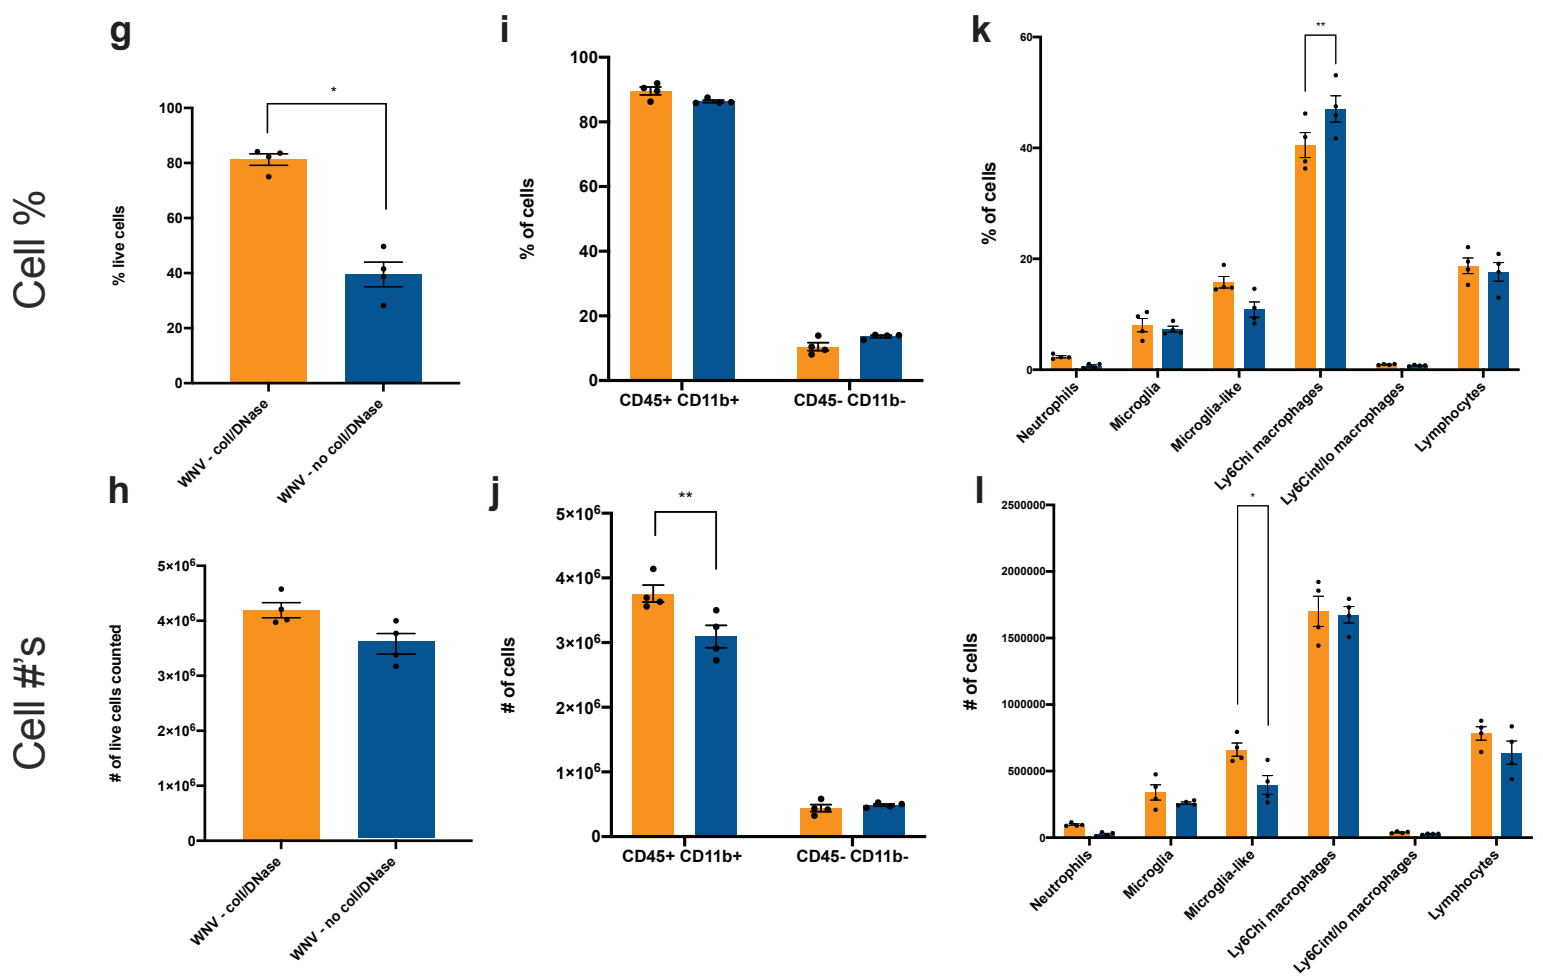 Cell %
g
*
% live cells
100
80
60
40
20
0
WNV - coll/DNase
WNV - no coll/DNase
i
% of cells
100
80
60
40
20
0
CD45+ CD11b+
CD45- CD11b-
k
**
% of cells
60
40
20
0
Neutrophils
Microglia
Microglia-like
Ly6Chi macrophages
Ly6Cint/lo macrophages
Lymphocytes
Cell #'s
h
# of live cells counted
5×10⁶
4×10⁶
3×10⁶
2×10⁶
1×10⁶
0
WNV - coll/DNase
WNV - no coll/DNase
j
**
# of cells
5×10⁶
4×10⁶
3×10⁶
2×10⁶
1×10⁶
0
CD45+ CD11b+
CD45- CD11b-
l
*
# of cells
2500000
2000000
1500000
1000000
500000
0
Neutrophils
Microglia
Microglia-like
Ly6Chi macrophages
Ly6Cint/lo macrophages
Lymphocytes